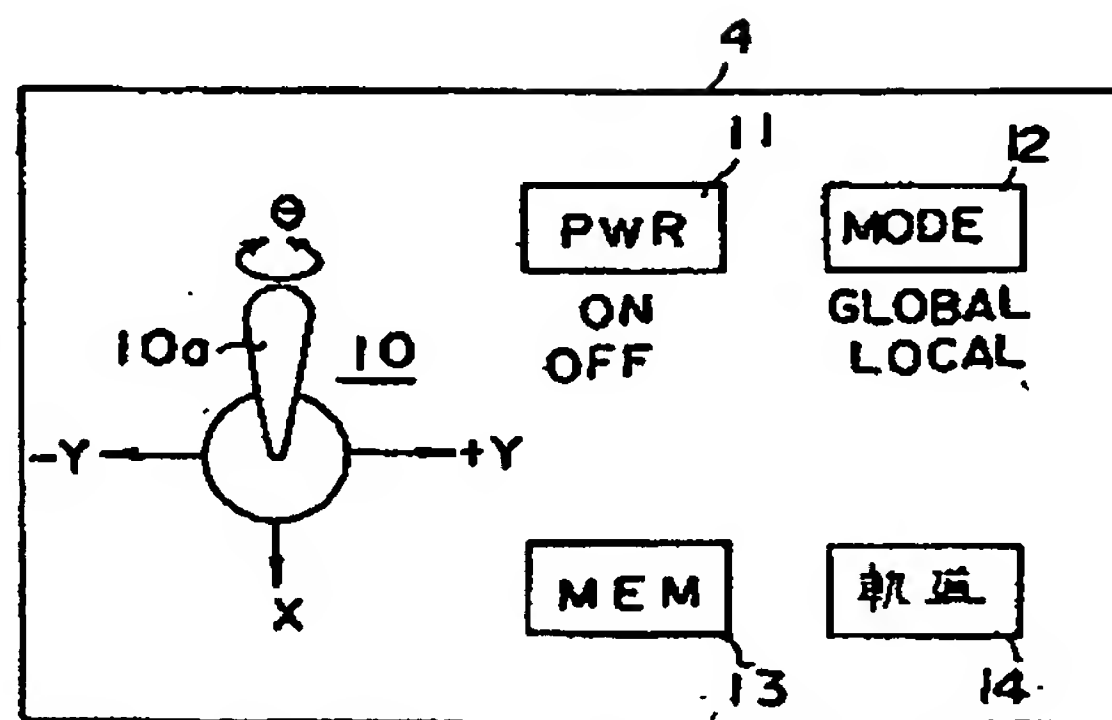 4
11
12
PWR
MODE
θ
ON
OFF
GLOBAL
LOCAL
10a
10
-Y
+Y
X
MEM
軌道
13
14